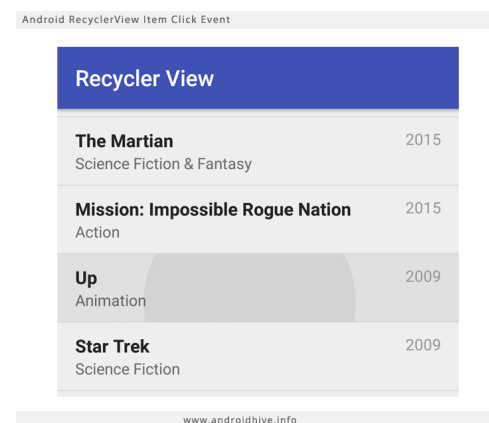 Android RecyclerView Item Click Event
Recycler View
The Martian 2015
Science Fiction & Fantasy
Mission: Impossible Rogue Nation 2015
Action
Up 2009
Animation
Star Trek 2009
Science Fiction
www.androidhive.info